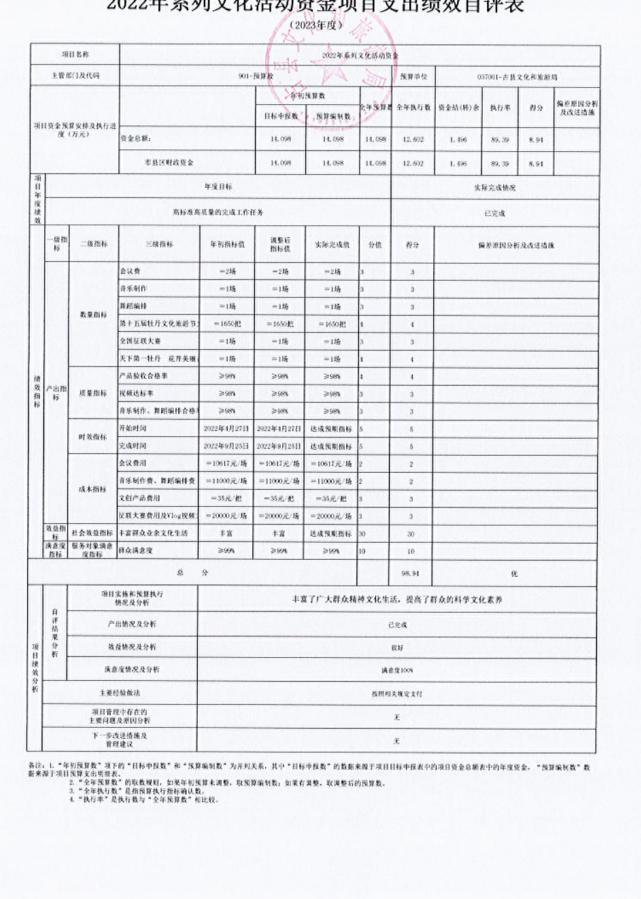 2022年系列文化活动资金项目支出绩效自评表
（2023年度）
项目名称 2022年系列文化活动资金
主管部门及代码 901-预算股 预算单位 037001-古县文化和旅游局
项目资金预算安排及执行进度（万元） 年初预算数 全年预算数 全年执行数 资金结(转)余 执行率 得分 偏差原因分析及改进措施
目标申报数 预算编制数
资金总额： 14.098 14.098 14.098 12.602 1.496 89.39 8.94
市县区财政资金 14.098 14.098 14.098 12.602 1.496 89.39 8.94
项目年度绩效 年度目标 实际完成情况
高标准高质量的完成工作任务 已完成
绩效指标 一级指标 二级指标 三级指标 年初指标值 调整后指标值 实际完成值 分值 得分 偏差原因分析及改进措施
产出指标 数量指标 会议费 =2场 =2场 =2场 3 3
音乐制作 =1场 =1场 =1场 3 3
舞蹈编排 =1场 =1场 =1场 3 3
第十五届牡丹文化旅游节 =1650把 =1650把 =1650把 4 4
全国征联大赛 =1场 =1场 =1场 3 3
天下第一牡丹 =1场 =1场 =1场 4 4
质量指标 产品验收合格率 ≥98% ≥98% ≥98% 4 4
视频达标率 ≥98% ≥98% ≥98% 3 3
音乐制作、舞蹈编排合格率 ≥98% ≥98% ≥98% 3 3
时效指标 开始时间 2022年4月27日 2022年4月27日 达成预期指标 5 5
完成时间 2022年9月25日 2022年9月25日 达成预期指标 5 5
成本指标 会议费用 =10617元/场 =10617元/场 =10617元/场 2 2
音乐制作费、舞蹈编排费 =11000元/场 =11000元/场 =11000元/场 2 2
文创产品费用 =35元/把 =35元/把 =35元/把 3 3
征联大赛费用及Vlog视频 =20000元/场 =20000元/场 =20000元/场 3 3
效益指标 社会效益指标 丰富群众业余文化生活 丰富 丰富 达成预期指标 30 30
满意度指标 服务对象满意度指标 群众满意度 ≥99% ≥99% ≥99% 10 10
总 分 98.94 优
项目绩效分析 自评结果分析 项目实施和预算执行情况及分析 丰富了广大群众精神文化生活，提高了群众的科学文化素养
产出情况及分析 已完成
效益情况及分析 较好
满意度情况及分析 满意度100%
主要经验做法 按照相关规定支付
项目管理中存在的主要问题及原因分析 无
下一步改进措施及管理建议 无
备注：1.“年初预算数”项下的“目标申报数”和“预算编制数”为并列关系，其中“目标申报数”的数据来源于项目目标申报表中的项目资金总额表中的年度资金，“预算编制数”数
据来源于项目预算支出明细表。
2.“全年预算数”的取数规则，如果年初预算未调整，取预算编制数；如果有调整，取调整后的预算数。
3.“全年执行数”是指预算执行指标确认数。
4.“执行率”是执行数与“全年预算数”相比较。